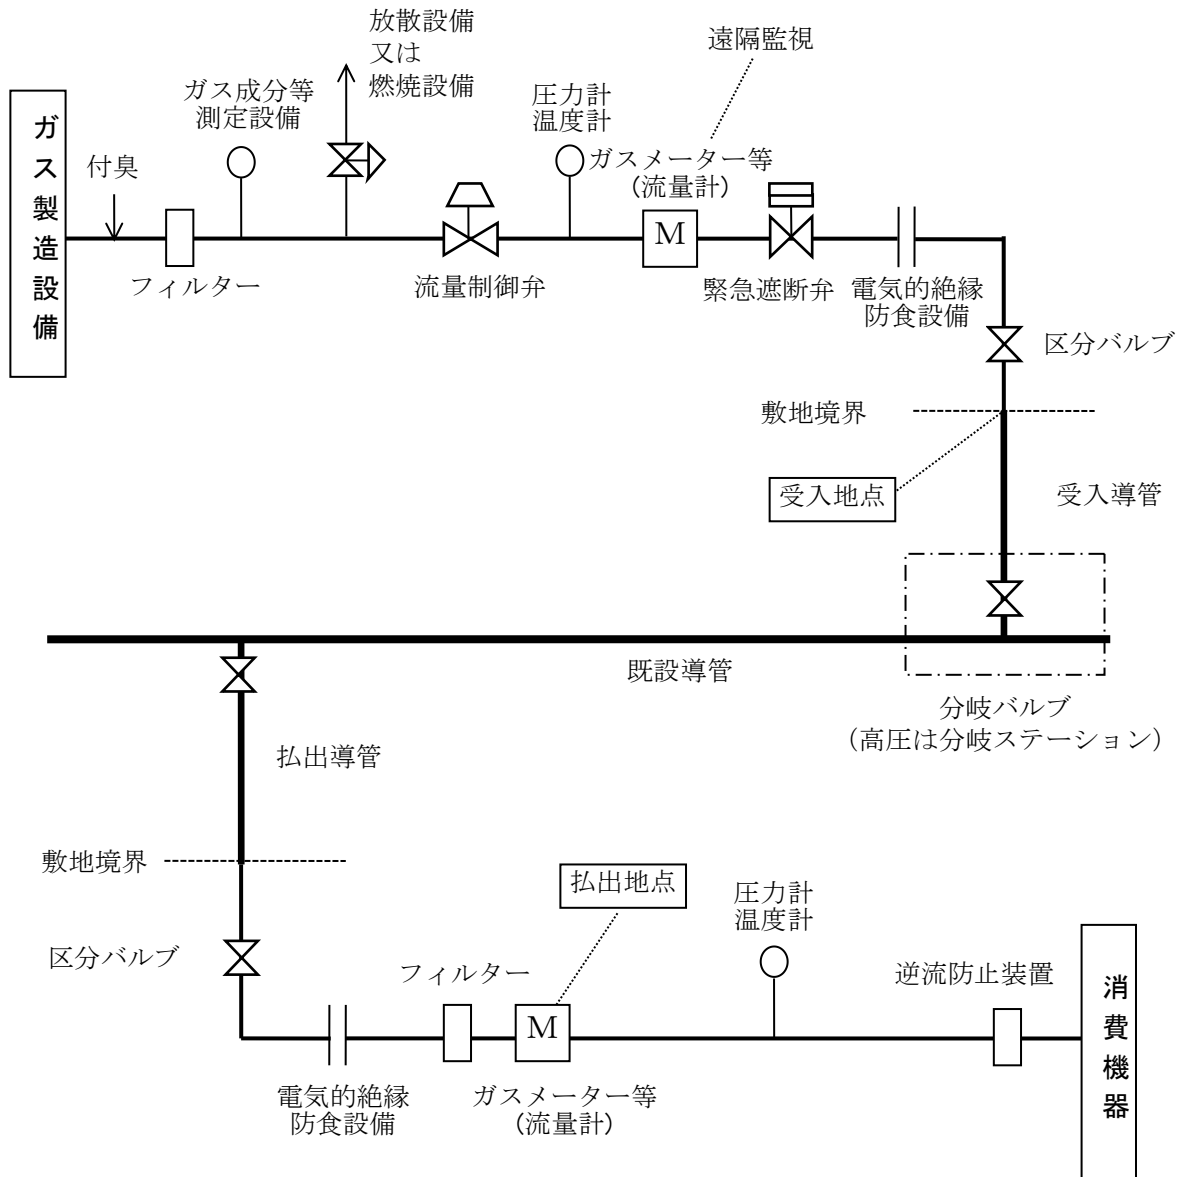 放散設備
又は
燃焼設備
遠隔監視
ガス成分等
測定設備
圧力計
温度計
ガス製造設備
付臭
ガスメーター等
(流量計)
M
フィルター
流量制御弁
緊急遮断弁
電気的絶縁
防食設備
区分バルブ
敷地境界
受入地点
受入導管
既設導管
分岐バルブ
(高圧は分岐ステーション)
払出導管
敷地境界
払出地点
圧力計
温度計
区分バルブ
フィルター
逆流防止装置
消費機器
M
電気的絶縁
防食設備
ガスメーター等
(流量計)